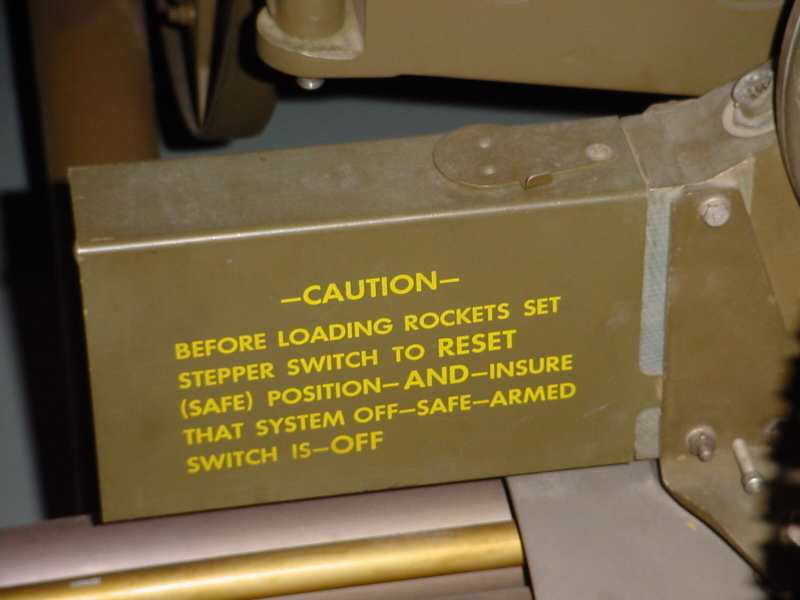 —CAUTION—
BEFORE LOADING ROCKETS SET
STEPPER SWITCH TO RESET
(SAFE) POSITION—AND—INSURE
THAT SYSTEM OFF—SAFE—ARMED
SWITCH IS—OFF